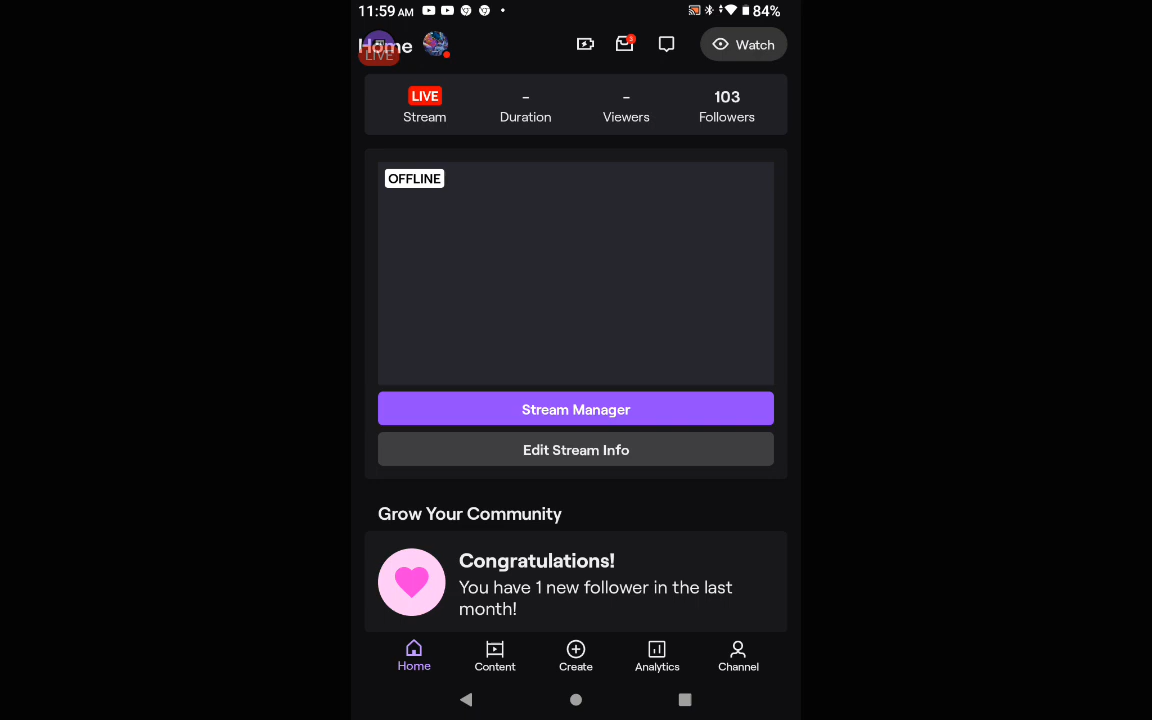 11:59 AM
84%
Home
LIVE
3
Watch
LIVE
-
-
103
Stream
Duration
Viewers
Followers
OFFLINE
Stream Manager
Edit Stream Info
Grow Your Community
Congratulations!
You have 1 new follower in the last
month!
Home
Content
Create
Analytics
Channel